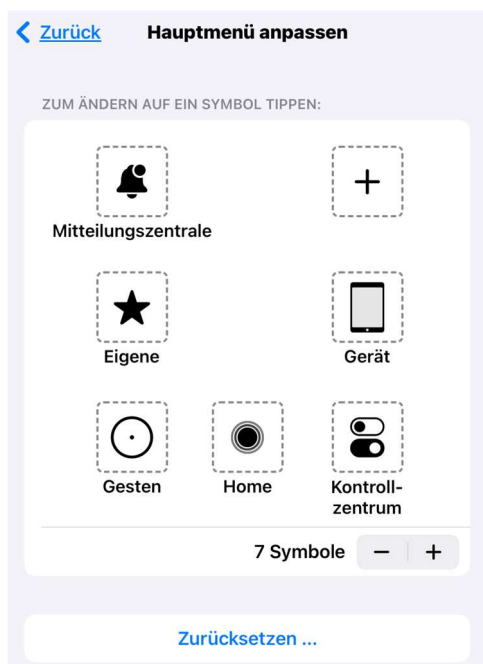 Zurück Hauptmenü anpassen
ZUM ÄNDERN AUF EIN SYMBOL TIPPEN:
Mitteilungszentrale
Eigene Gerät
Gesten Home Kontroll-
zentrum
7 Symbole
Zurücksetzen ...